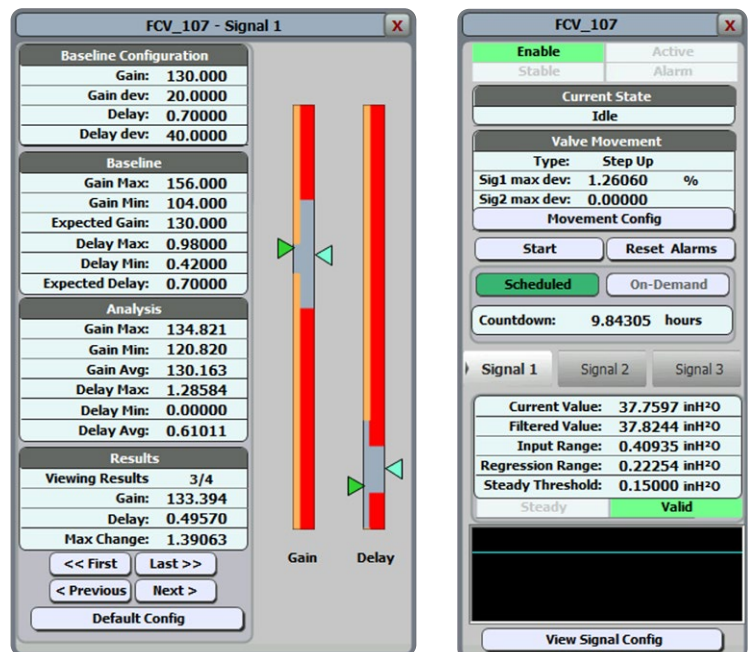 FCV_107 - Signal 1 X
Baseline Configuration
Gain: 130.000
Gain dev: 20.0000
Delay: 0.70000
Delay dev: 40.0000
Baseline
Gain Max: 156.000
Gain Min: 104.000
Expected Gain: 130.000
Delay Max: 0.98000
Delay Min: 0.42000
Expected Delay: 0.70000
Analysis
Gain Max: 134.821
Gain Min: 120.820
Gain Avg: 130.163
Delay Max: 1.28584
Delay Min: 0.00000
Delay Avg: 0.61011
Results
Viewing Results 3/4
Gain: 133.394
Delay: 0.49570
Max Change: 1.39063
<< First Last >>
< Previous Next >
Default Config
Gain Delay
FCV_107 X
Enable Active
Stable Alarm
Current State
Idle
Valve Movement
Type: Step Up
Sig1 max dev: 1.26060 %
Sig2 max dev: 0.00000
Movement Config
Start Reset Alarms
Scheduled On-Demand
Countdown: 9.84305 hours
Signal 1 Signal 2 Signal 3
Current Value: 37.7597 inH²O
Filtered Value: 37.8244 inH²O
Input Range: 0.40935 inH²O
Regression Range: 0.22254 inH²O
Steady Threshold: 0.15000 inH²O
Steady Valid
View Signal Config